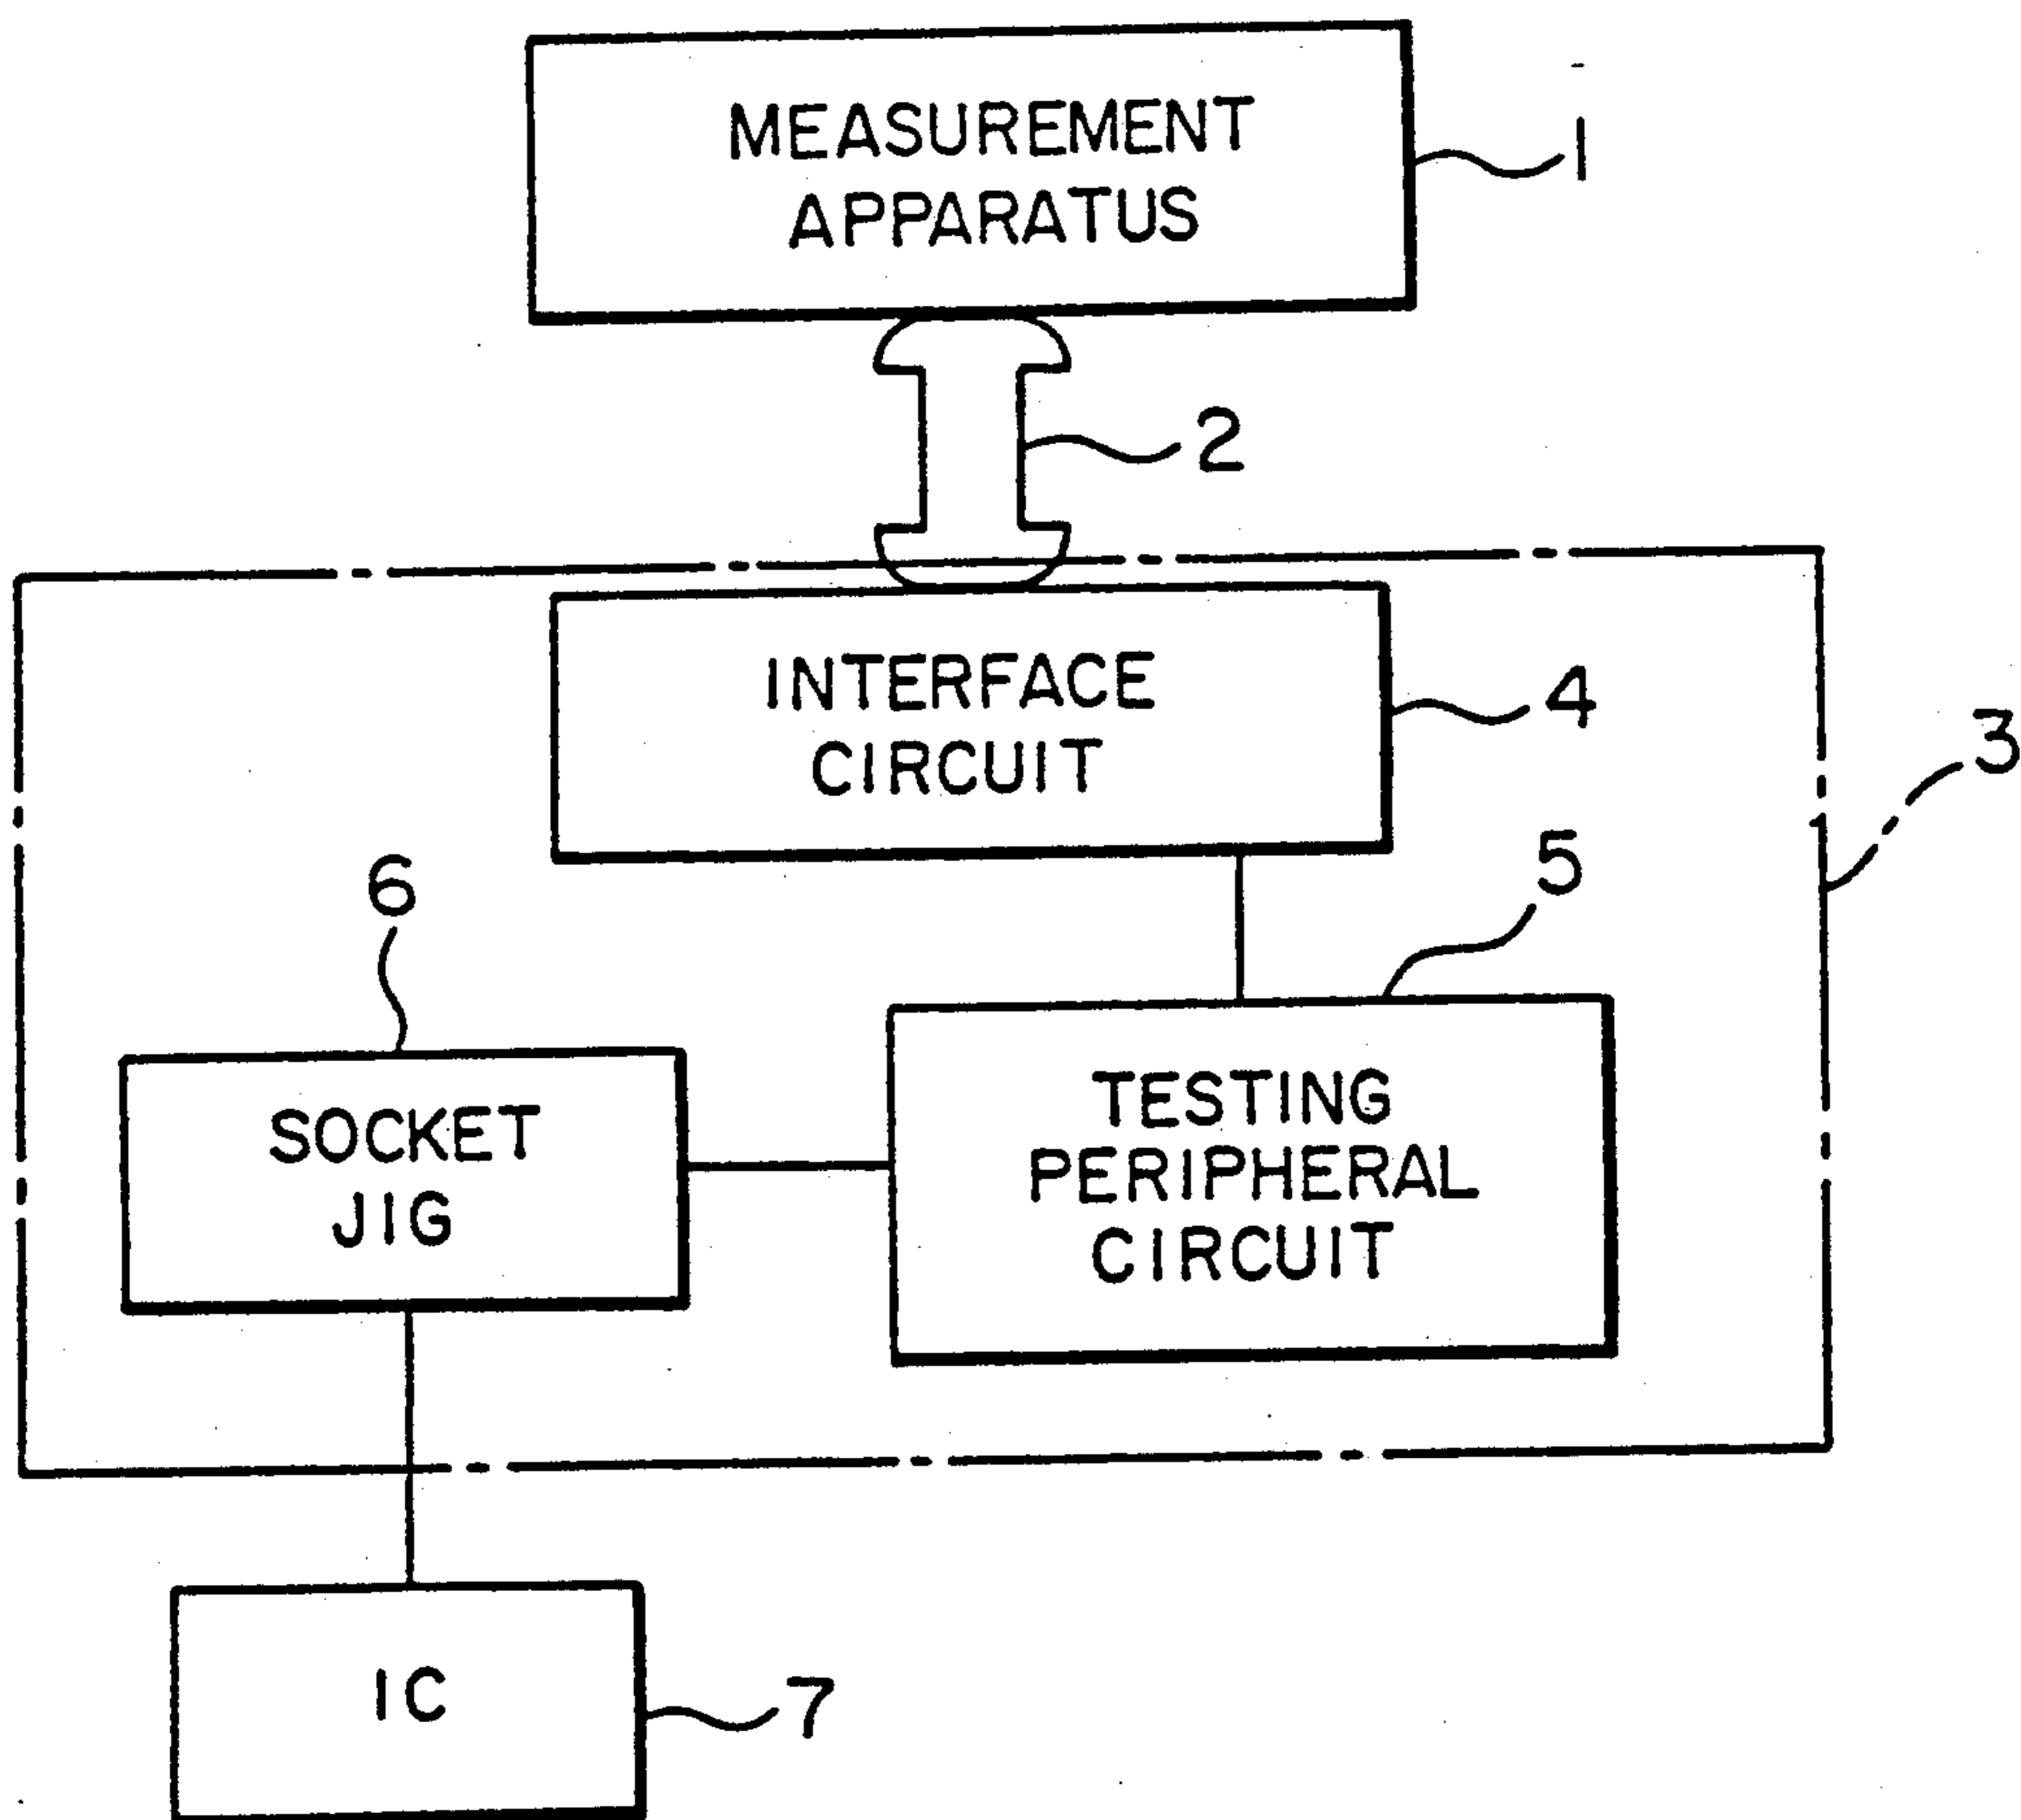 MEASUREMENT
APPARATUS
1
2
INTERFACE
CIRCUIT
4
3
5
6
TESTING
PERIPHERAL
CIRCUIT
SOCKET
JIG
IC
7